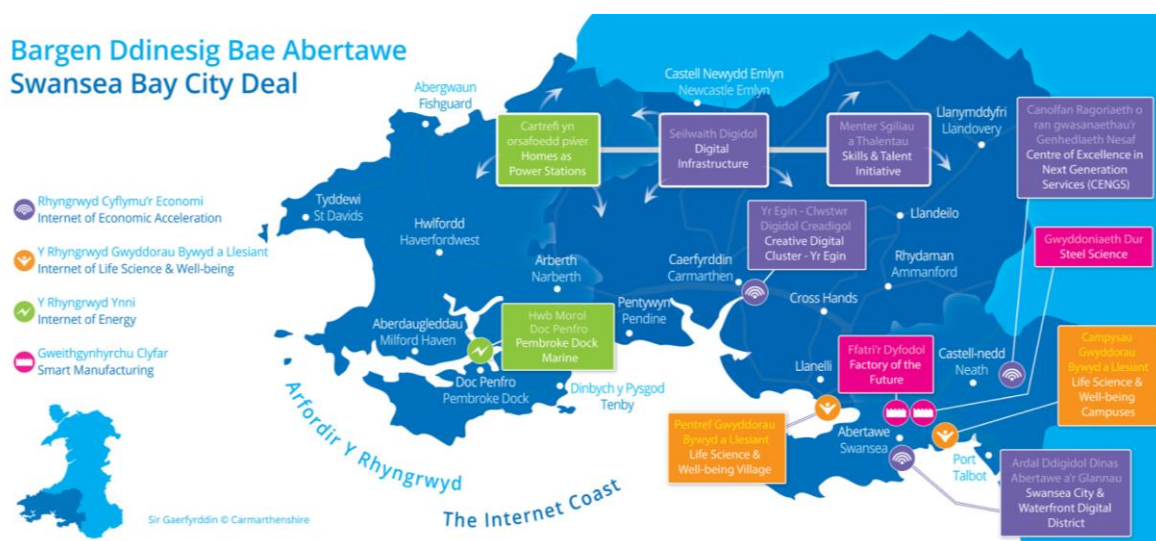 Bargen Ddinesig Bae Abertawe
Swansea Bay City Deal
Abergwaun
Fishguard
Castell Newydd Emlyn
Newcastle Emlyn
Cartrefi yn
orsafoedd pŵer
Homes as
Power Stations
Seilwaith Digidol
Digital
Infrastructure
Menter Sgiliau
a Thalentau
Skills & Talent
Initiative
Llanymddyfri
Llandovery
Canolfan Ragoriaeth o
ran gwasanaethau'r
Genhedlaeth Nesaf
Centre of Excellence in
Next Generation
Services (CENGS)
Rhyngrwyd Cyflymu'r Economi
Internet of Economic Acceleration
Y Rhyngrwyd Gwyddorau Bywyd a Llesiant
Internet of Life Science & Well-being
Y Rhyngrwyd Ynni
Internet of Energy
Gweithgynhyrchu Clyfar
Smart Manufacturing
Tyddewi
St Davids
Hwlfordd
Haverfordwest
Arberth
Narberth
Yr Egin - Clwstwr
Digidol Creadigol
Creative Digital
Cluster - Yr Egin
Caerfyrddin
Carmarthen
Llandeilo
Rhydaman
Ammanford
Gwyddoniaeth Dur
Steel Science
Cross Hands
Pentywyn
Pendine
Aberdaugleddau
Milford Haven
Hwb Morol
Doc Penfro
Pembroke Dock
Marine
Doc Penfro
Pembroke Dock
Dinbych y Pysgod
Tenby
Llanelli
Ffatri'r Dyfodol
Factory of the
Future
Castell-nedd
Neath
Campysau
Gwyddorau
Bywyd a Llesiant
Life Science &
Well-being
Campuses
Pentref Gwyddorau
Bywyd a Llesiant
Life Science &
Well-being Village
Abertawe
Swansea
Port
Talbot
Ardal Ddigidol Dinas
Abertawe a'r Glannau
Swansea City &
Waterfront Digital
District
Arfordir Y Rhyngrwyd
The Internet Coast
Sir Gaerfyrddin © Carmarthenshire